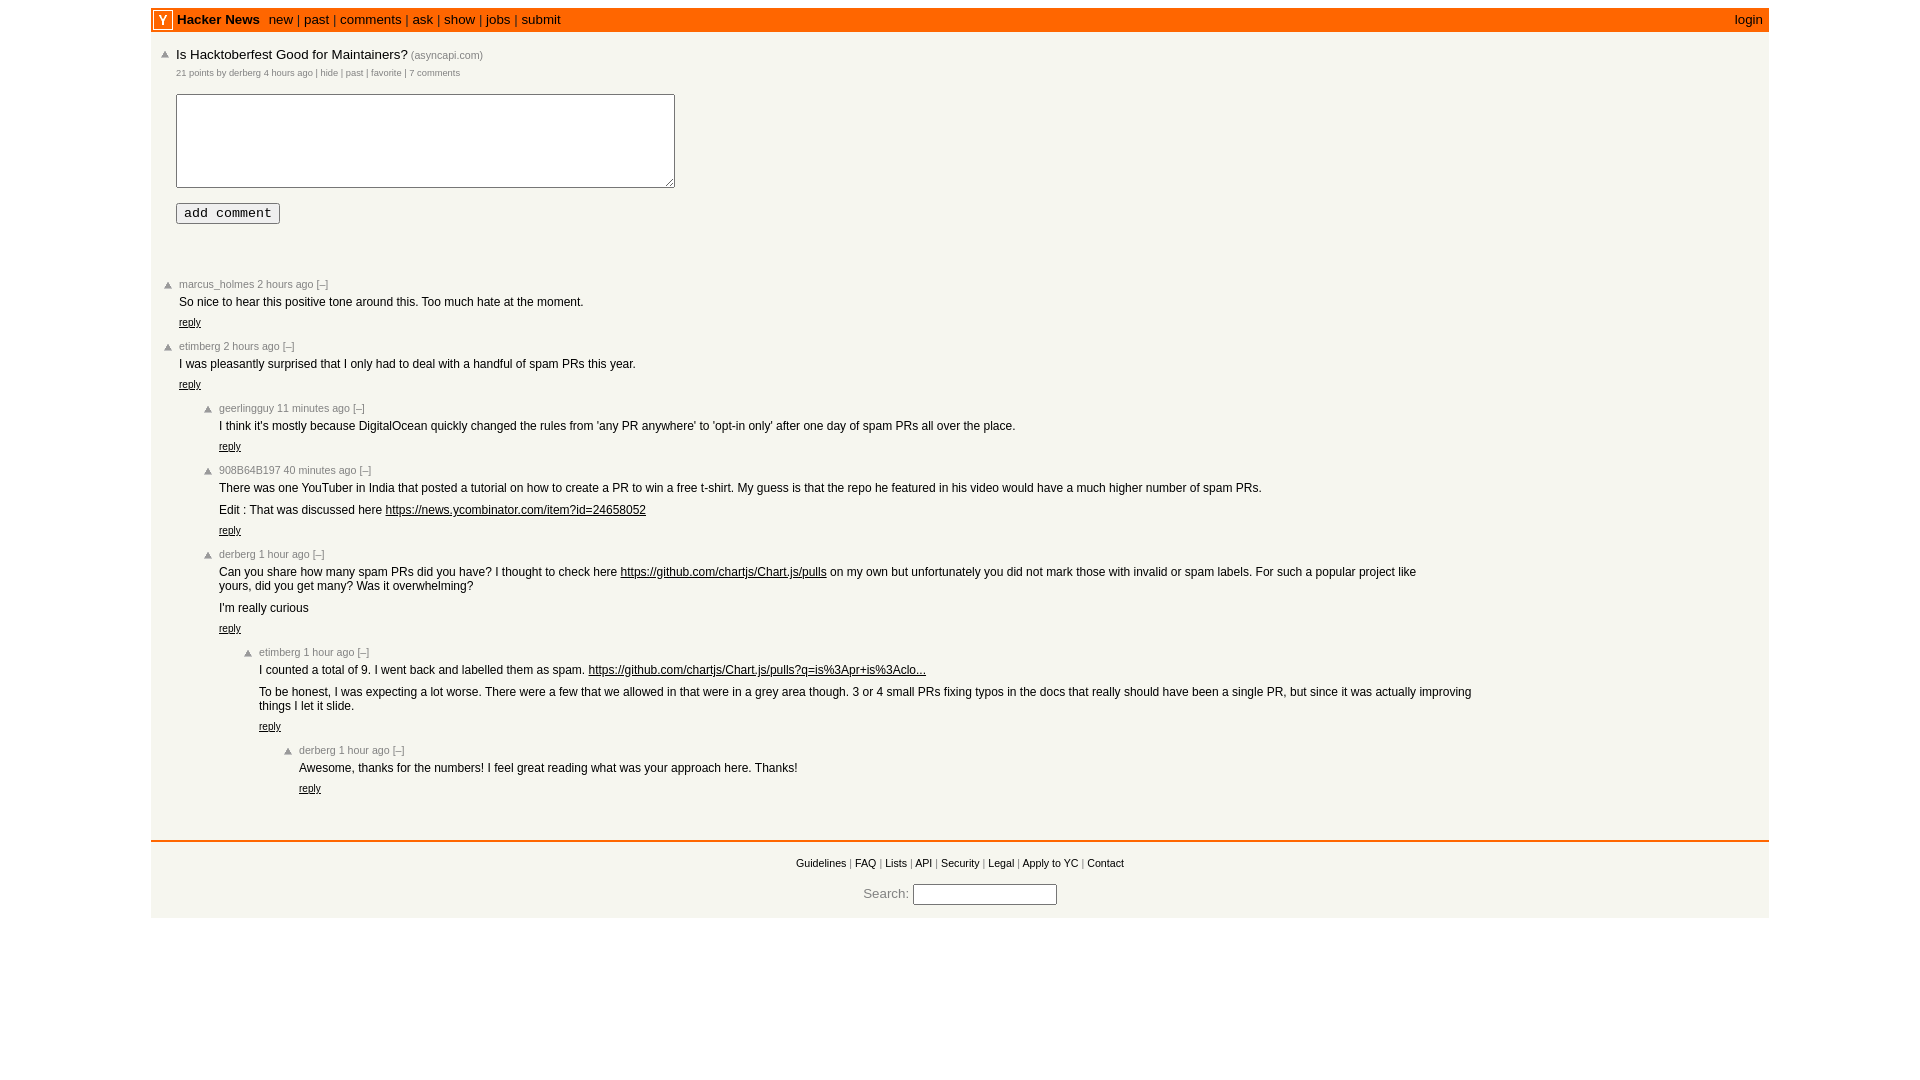 Y Hacker News new | past | comments | ask | show | jobs | submit login
Is Hacktoberfest Good for Maintainers? (asyncapi.com)
21 points by derberg 4 hours ago | hide | past | favorite | 7 comments
add comment
marcus_holmes 2 hours ago [–]
So nice to hear this positive tone around this. Too much hate at the moment.
reply
etimberg 2 hours ago [–]
I was pleasantly surprised that I only had to deal with a handful of spam PRs this year.
reply
geerlingguy 11 minutes ago [–]
I think it's mostly because DigitalOcean quickly changed the rules from 'any PR anywhere' to 'opt-in only' after one day of spam PRs all over the place.
reply
908B64B197 40 minutes ago [–]
There was one YouTuber in India that posted a tutorial on how to create a PR to win a free t-shirt. My guess is that the repo he featured in his video would have a much higher number of spam PRs.
Edit : That was discussed here https://news.ycombinator.com/item?id=24658052
reply
derberg 1 hour ago [–]
Can you share how many spam PRs did you have? I thought to check here https://github.com/chartjs/Chart.js/pulls on my own but unfortunately you did not mark those with invalid or spam labels. For such a popular project like
yours, did you get many? Was it overwhelming?
I'm really curious
reply
etimberg 1 hour ago [–]
I counted a total of 9. I went back and labelled them as spam. https://github.com/chartjs/Chart.js/pulls?q=is%3Apr+is%3Aclo...
To be honest, I was expecting a lot worse. There were a few that we allowed in that were in a grey area though. 3 or 4 small PRs fixing typos in the docs that really should have been a single PR, but since it was actually improving
things I let it slide.
reply
derberg 1 hour ago [–]
Awesome, thanks for the numbers! I feel great reading what was your approach here. Thanks!
reply
Guidelines | FAQ | Lists | API | Security | Legal | Apply to YC | Contact
Search: